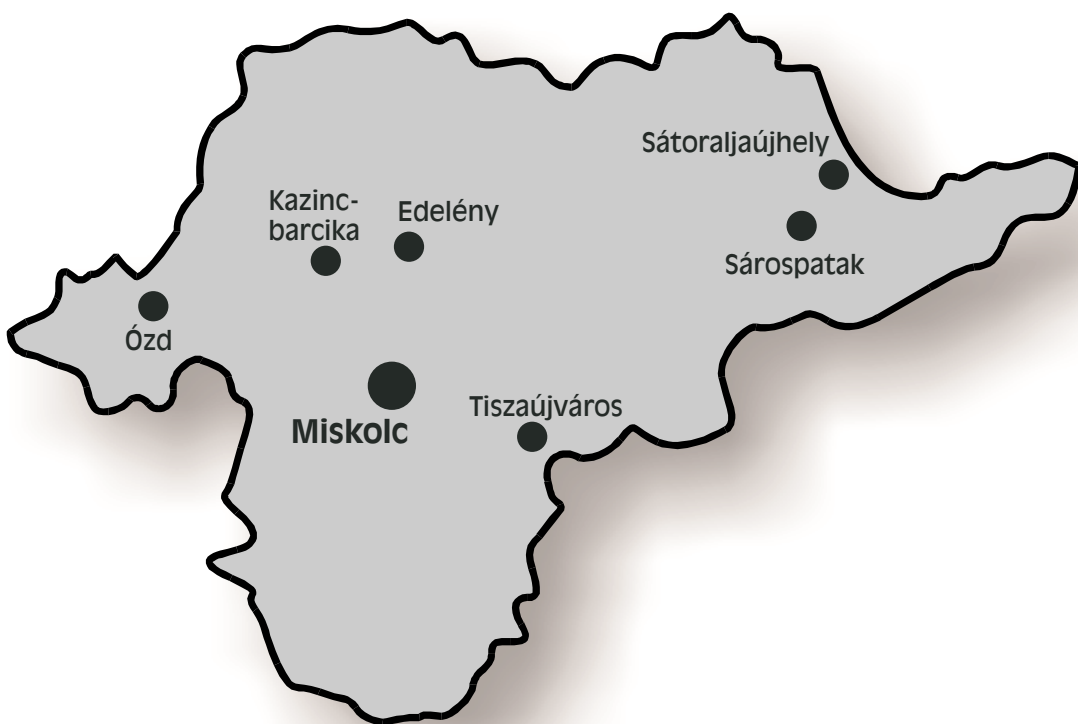 Sátoraljaújhely
Kazinc-
barcika
Edelény
Sárospatak
Ózd
Tiszaújváros
Miskolc